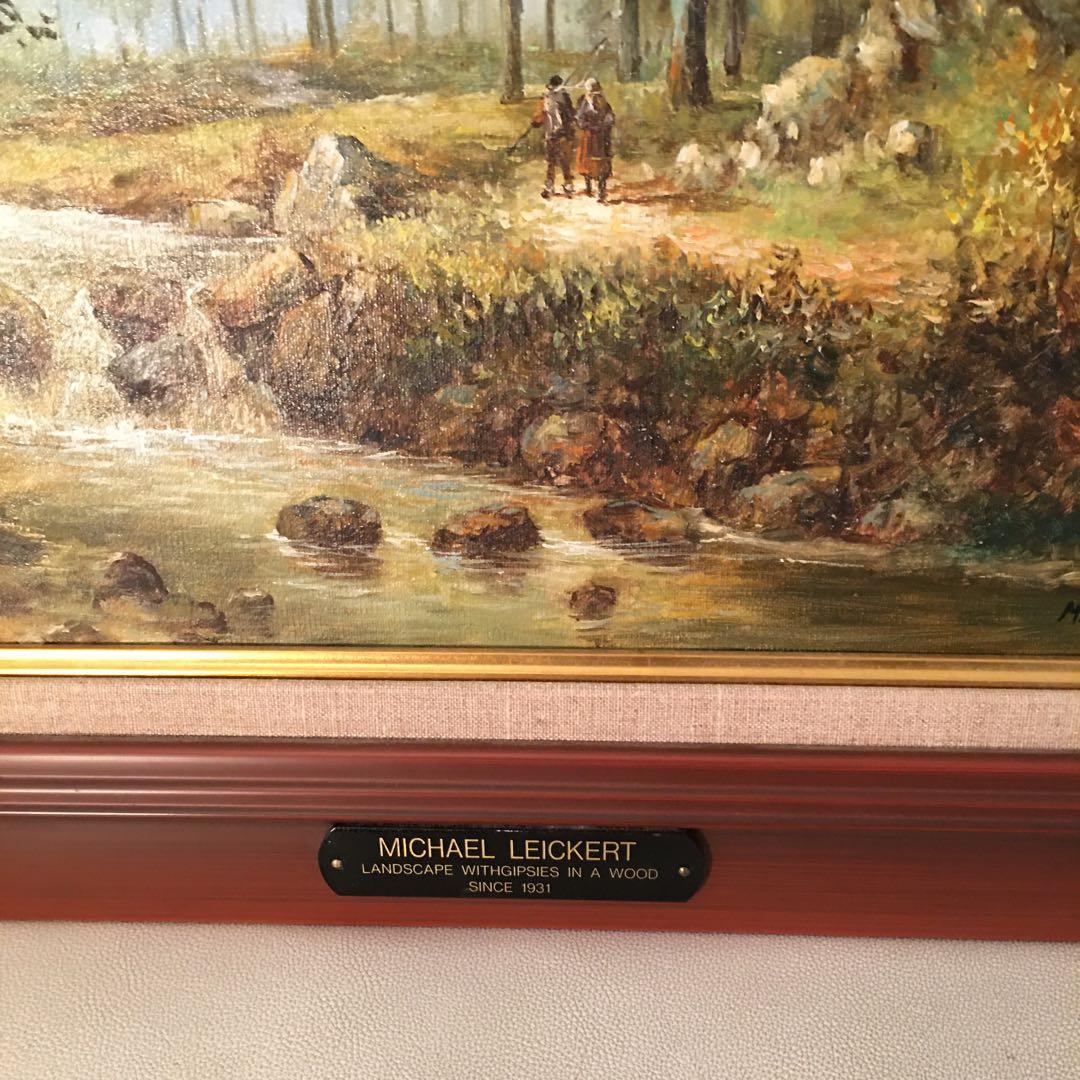 M
MICHAEL LEICKERT
LANDSCAPE WITHGIPSIES IN A WOOD
SINCE 1931